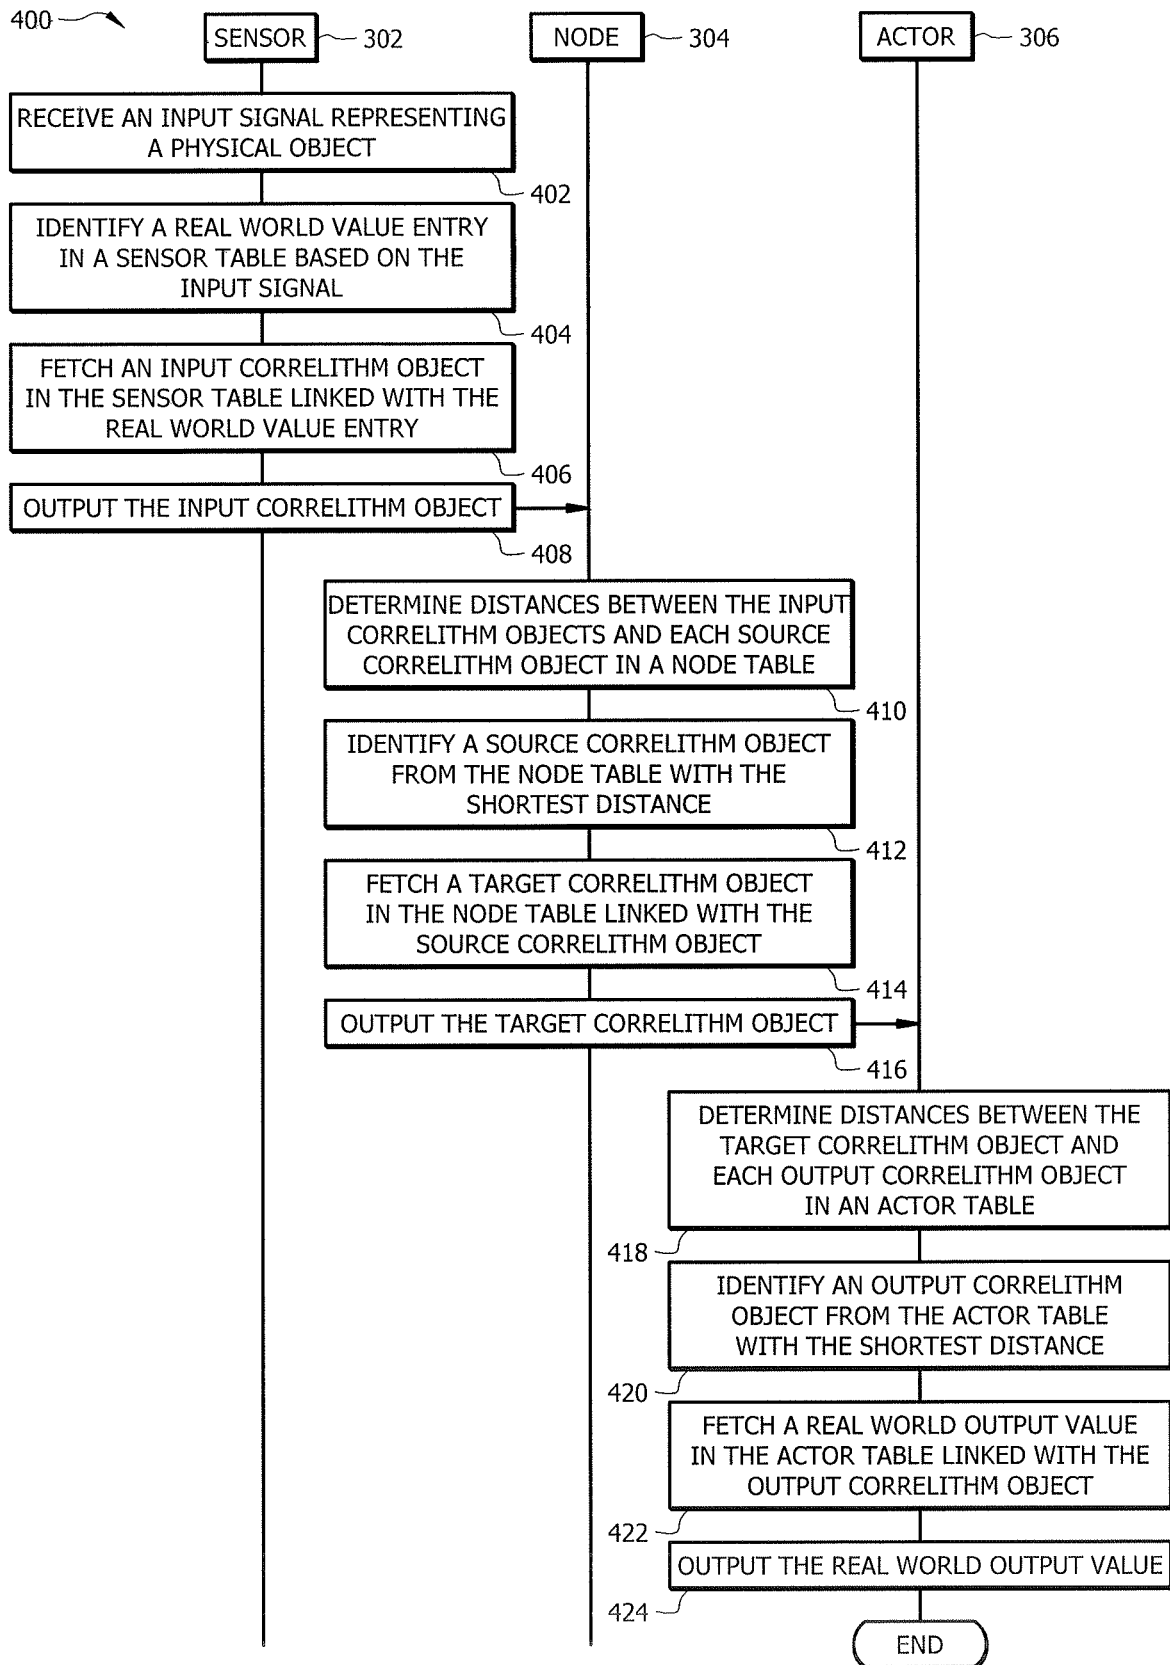 400
SENSOR
302
NODE
304
ACTOR
306
RECEIVE AN INPUT SIGNAL REPRESENTING
A PHYSICAL OBJECT
402
IDENTIFY A REAL WORLD VALUE ENTRY
IN A SENSOR TABLE BASED ON THE
INPUT SIGNAL
404
FETCH AN INPUT CORRELITHM OBJECT
IN THE SENSOR TABLE LINKED WITH THE
REAL WORLD VALUE ENTRY
406
OUTPUT THE INPUT CORRELITHM OBJECT
408
DETERMINE DISTANCES BETWEEN THE INPUT
CORRELITHM OBJECTS AND EACH SOURCE
CORRELITHM OBJECT IN A NODE TABLE
410
IDENTIFY A SOURCE CORRELITHM OBJECT
FROM THE NODE TABLE WITH THE
SHORTEST DISTANCE
412
FETCH A TARGET CORRELITHM OBJECT
IN THE NODE TABLE LINKED WITH THE
SOURCE CORRELITHM OBJECT
414
OUTPUT THE TARGET CORRELITHM OBJECT
416
DETERMINE DISTANCES BETWEEN THE
TARGET CORRELITHM OBJECT AND
EACH OUTPUT CORRELITHM OBJECT
IN AN ACTOR TABLE
418
IDENTIFY AN OUTPUT CORRELITHM
OBJECT FROM THE ACTOR TABLE
WITH THE SHORTEST DISTANCE
420
FETCH A REAL WORLD OUTPUT VALUE
IN THE ACTOR TABLE LINKED WITH THE
OUTPUT CORRELITHM OBJECT
422
OUTPUT THE REAL WORLD OUTPUT VALUE
424
END